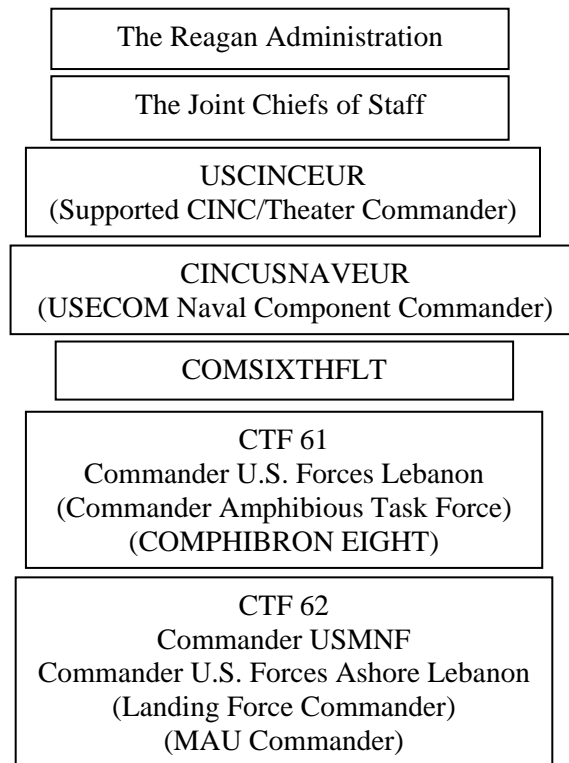 The Reagan Administration
The Joint Chiefs of Staff
USCINCEUR
(Supported CINC/Theater Commander)
CINCUSNAVEUR
(USECOM Naval Component Commander)
COMSIXTHFLT
CTF 61
Commander U.S. Forces Lebanon
(Commander Amphibious Task Force)
(COMPHIBRON EIGHT)
CTF 62
Commander USMNF
Commander U.S. Forces Ashore Lebanon
(Landing Force Commander)
(MAU Commander)